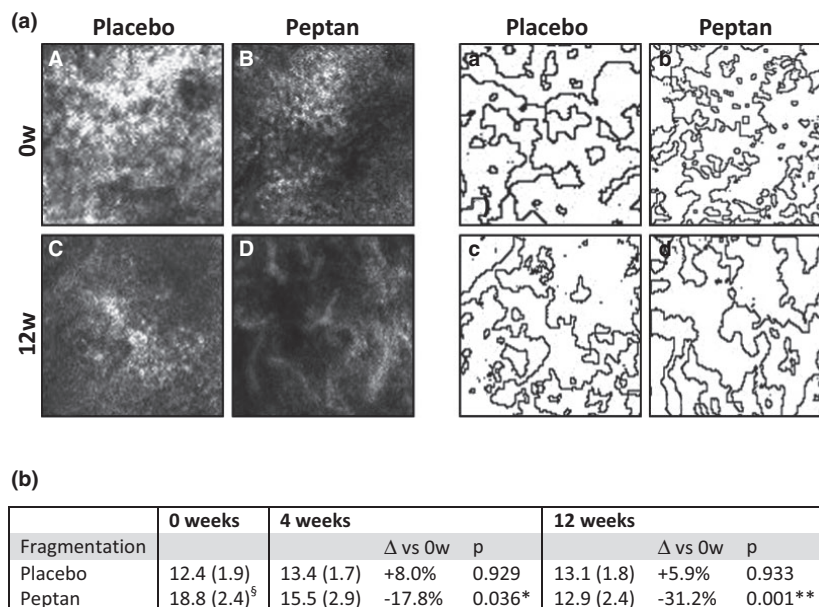 (a)
Placebo Peptan Placebo Peptan
A B a b
0w
C D c d
12w
(b)
0 weeks 4 weeks 12 weeks
Fragmentation Δ vs 0w p Δ vs 0w p
Placebo 12.4 (1.9) 13.4 (1.7) +8.0% 0.929 13.1 (1.8) +5.9% 0.933
Peptan 18.8 (2.4)§ 15.5 (2.9) -17.8% 0.036* 12.9 (2.4) -31.2% 0.001**